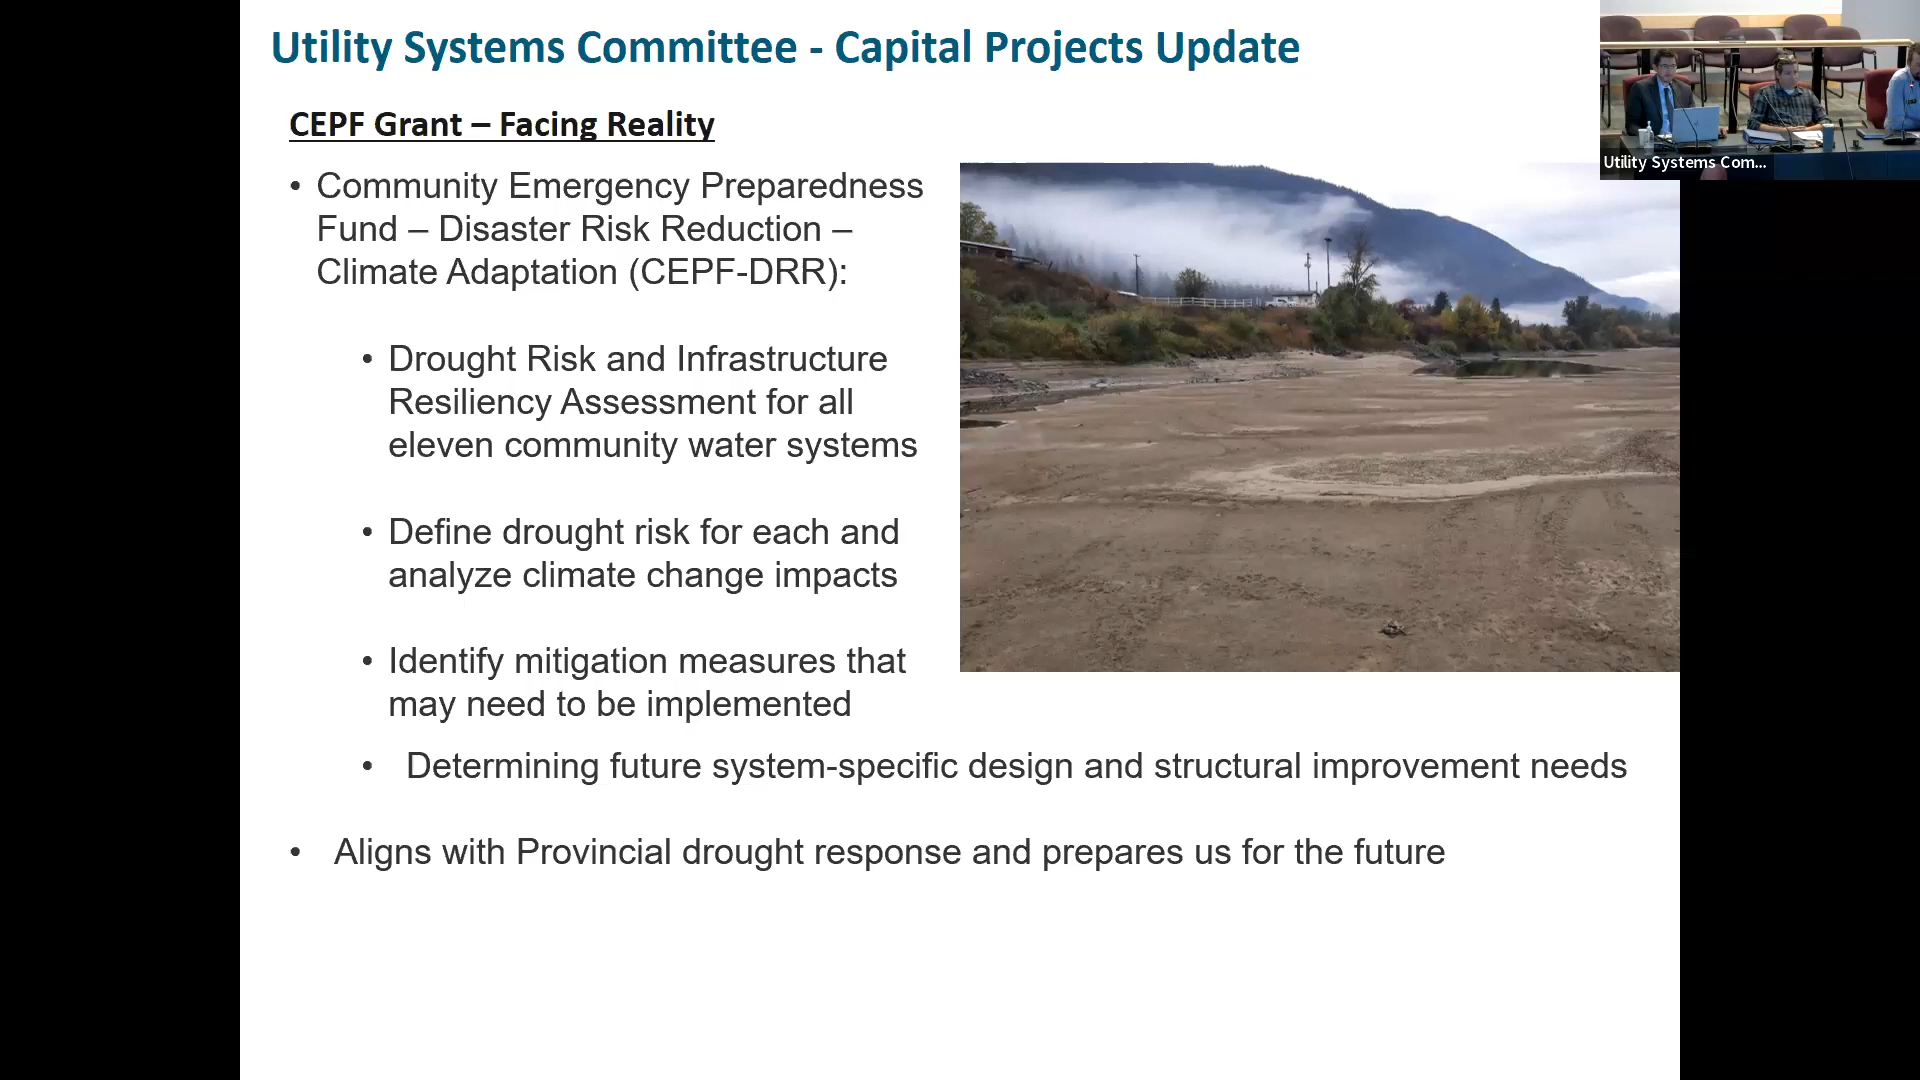 Utility Systems Committee - Capital Projects Update
Utility Systems Com...
CEPF Grant – Facing Reality
• Community Emergency Preparedness
Fund – Disaster Risk Reduction –
Climate Adaptation (CEPF-DRR):
• Drought Risk and Infrastructure
Resiliency Assessment for all
eleven community water systems
• Define drought risk for each and
analyze climate change impacts
• Identify mitigation measures that
may need to be implemented
• Determining future system-specific design and structural improvement needs
• Aligns with Provincial drought response and prepares us for the future